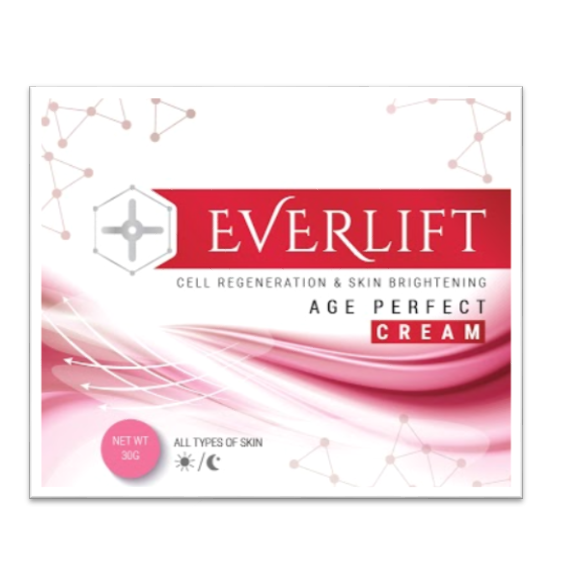 EVERLIFT
CELL REGENERATION & SKIN BRIGHTENING
AGE PERFECT
CREAM
NET WT
30G
ALL TYPES OF SKIN